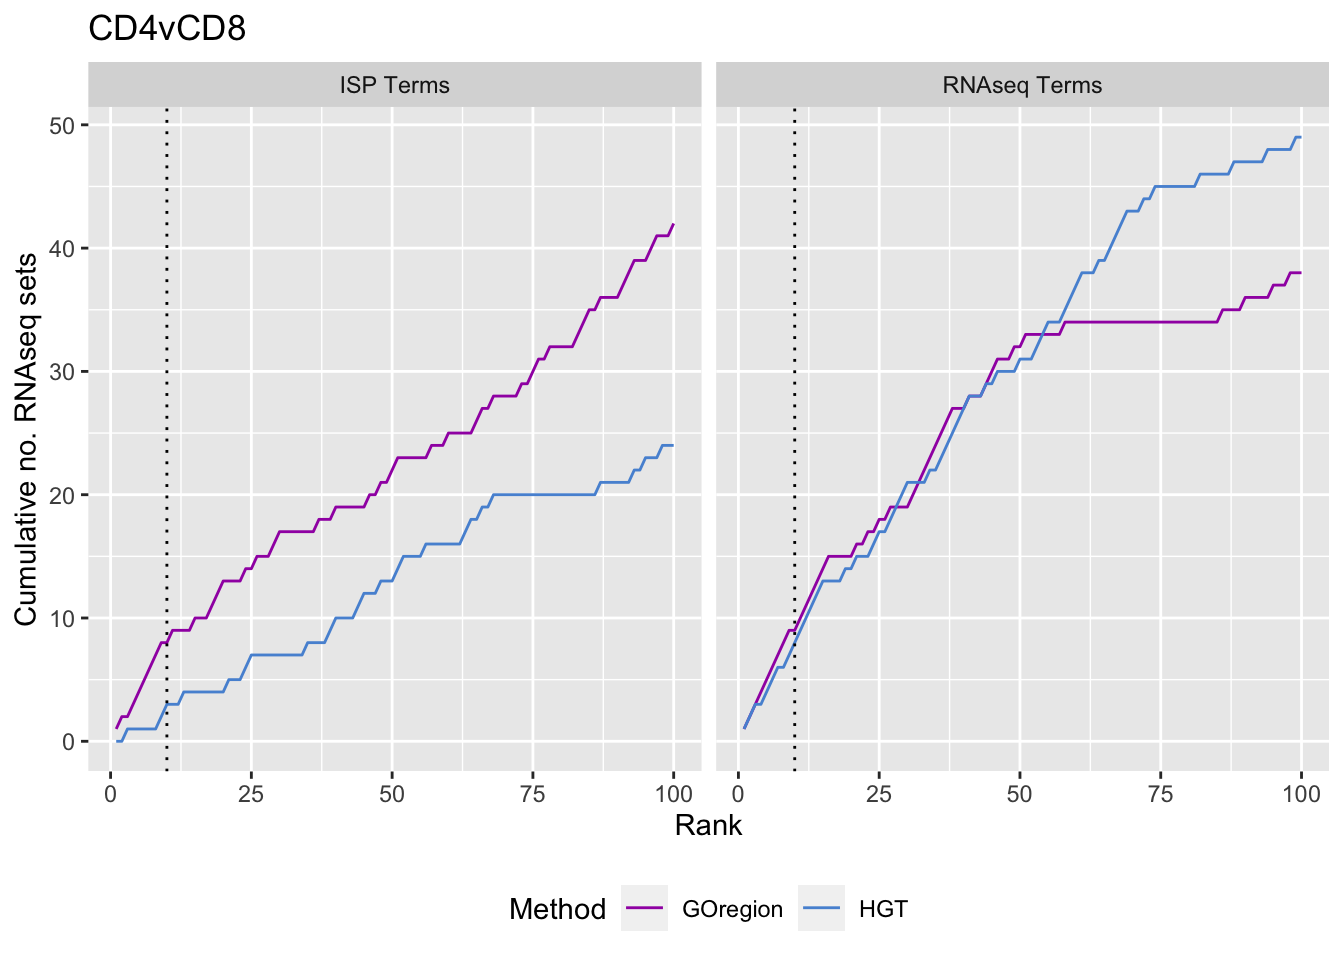 CD4vCD8
ISP Terms
RNAseq Terms
Cumulative no. RNAseq sets
50
40
30
20
10
0
0 25 50 75 100
0 25 50 75 100
Rank
Method GOregion HGT